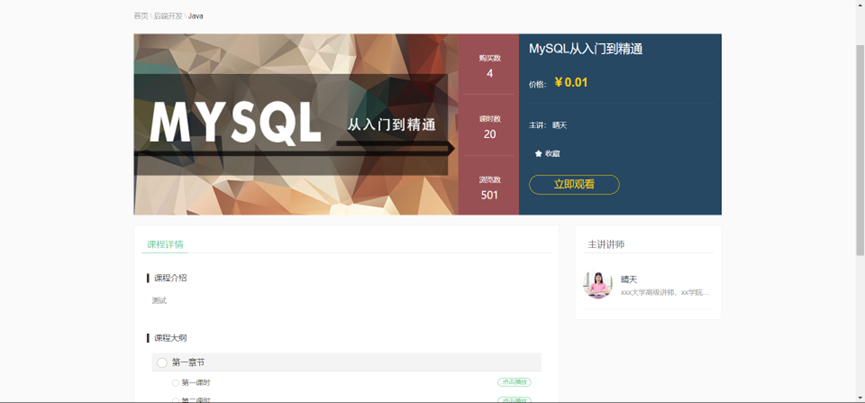 首页 \ 后端开发 \ Java
MYSQL 从入门到精通
购买数
4
课时数
20
浏览数
501
MySQL从入门到精通
价格： ￥0.01
主讲： 晴天
收藏
立即观看
课程详情
课程介绍
测试
课程大纲
第一章节
第一课时 点击播放
第二课时 点击播放
主讲讲师
晴天
xxx大学高级讲师，xx学院...